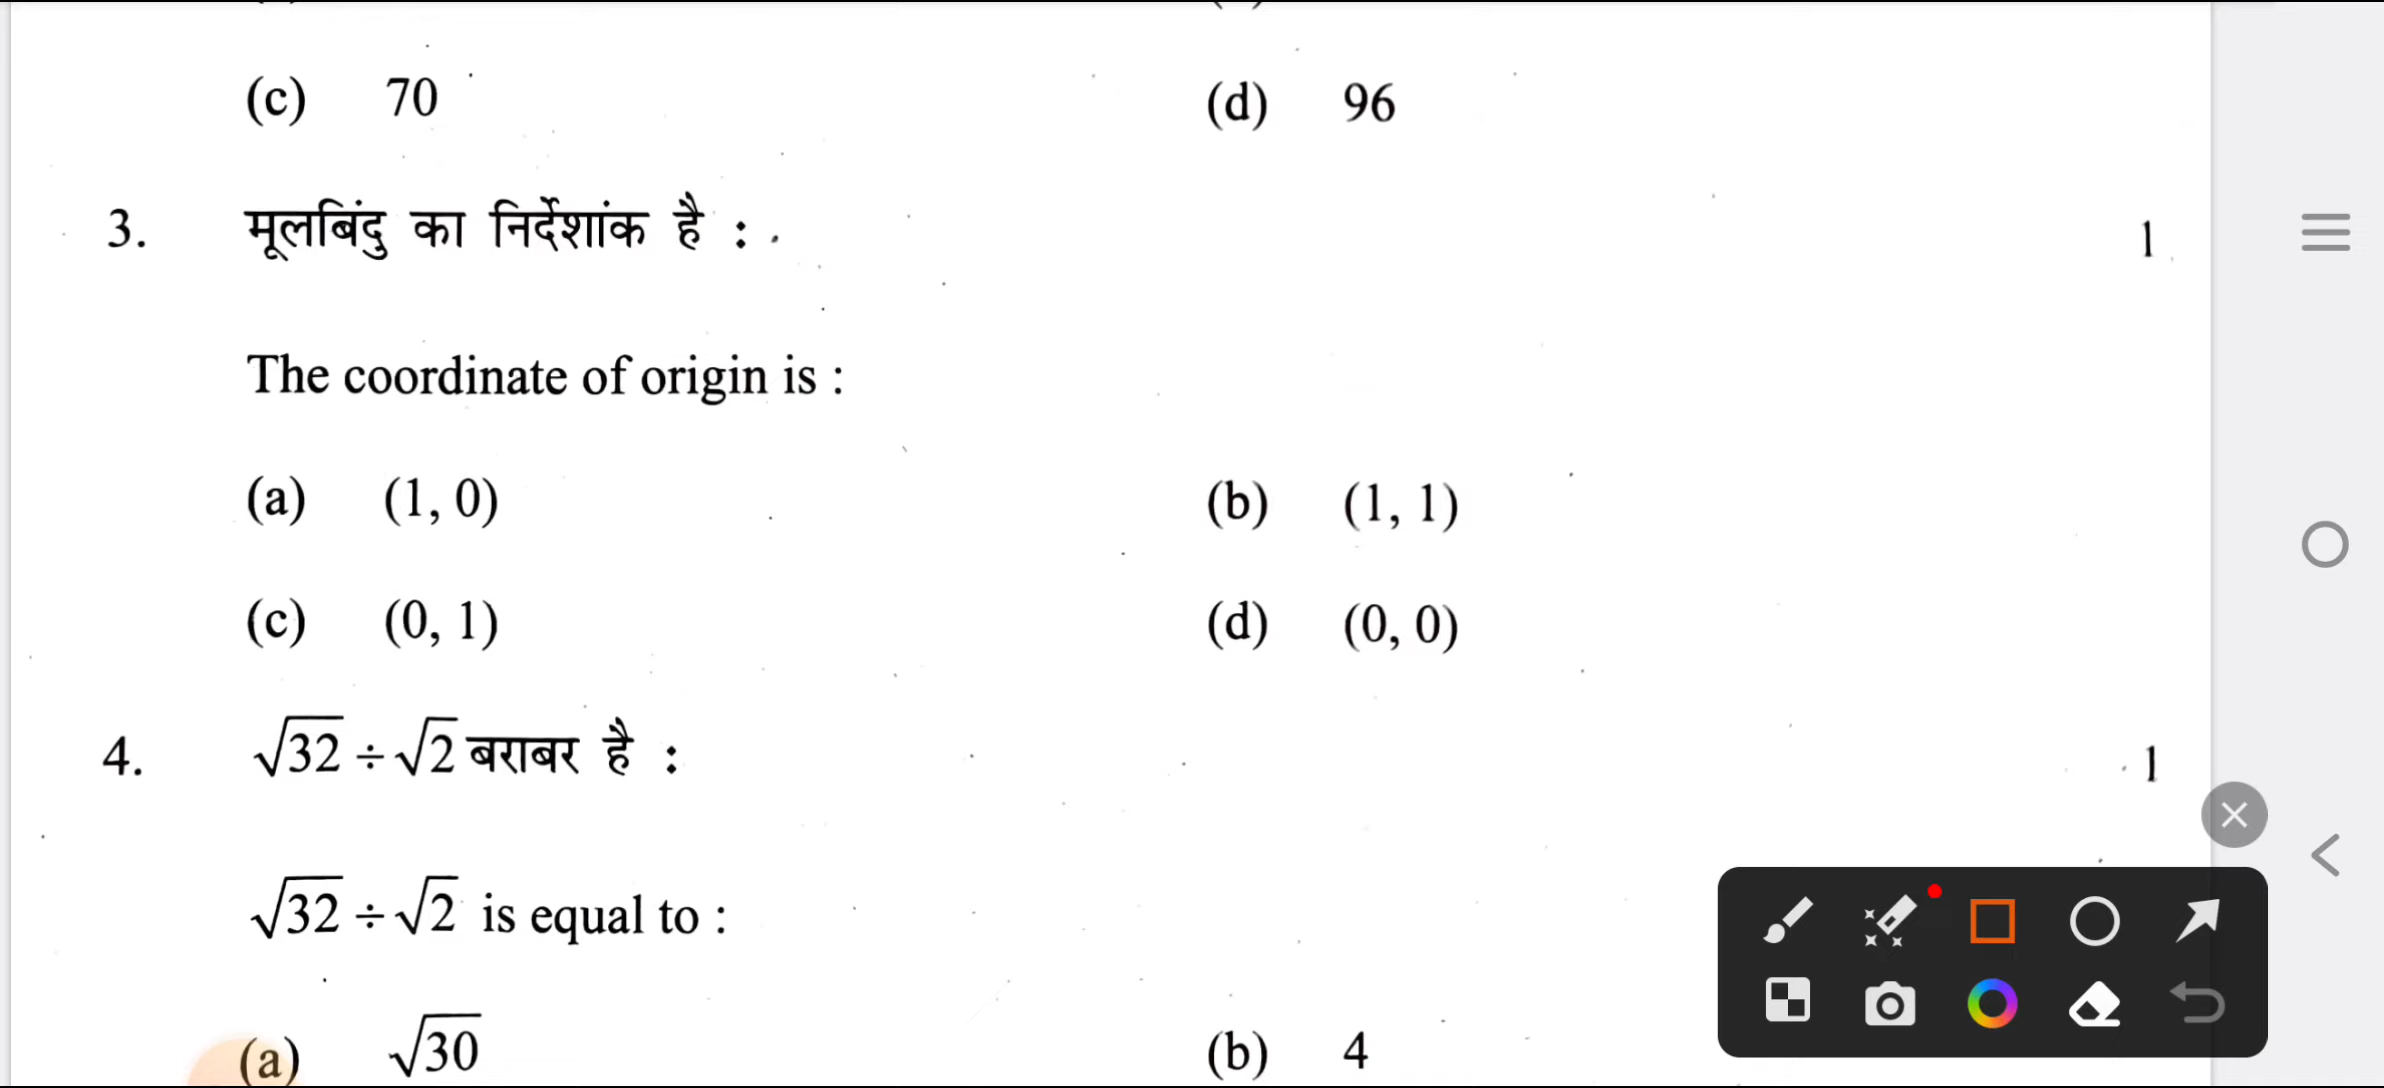 (c) 70 (d) 96
3. मूलबिंदु का निर्देशांक है : 1
The coordinate of origin is :
(a) (1, 0) (b) (1, 1)
(c) (0, 1) (d) (0, 0)
4. √32 ÷ √2 बराबर है : 1
√32 ÷ √2 is equal to :
(a) √30 (b) 4